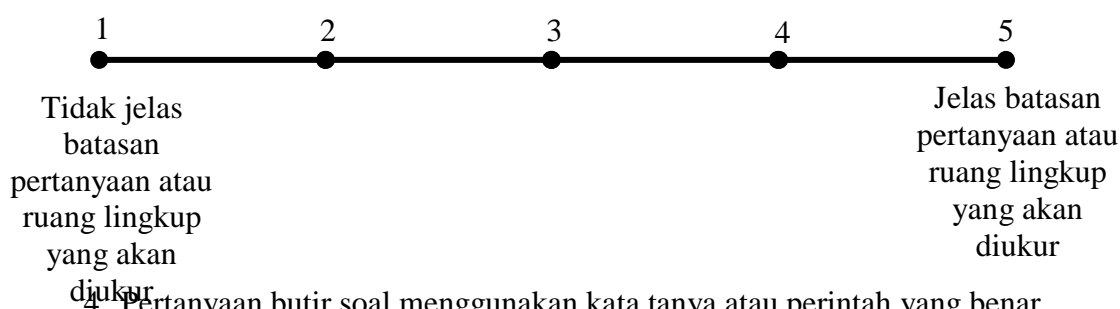 1 2 3 4 5
Tidak jelas
batasan
pertanyaan atau
ruang lingkup
yang akan
diukur
Jelas batasan
pertanyaan atau
ruang lingkup
yang akan
diukur
4. Pertanyaan butir soal menggunakan kata tanya atau perintah yang benar